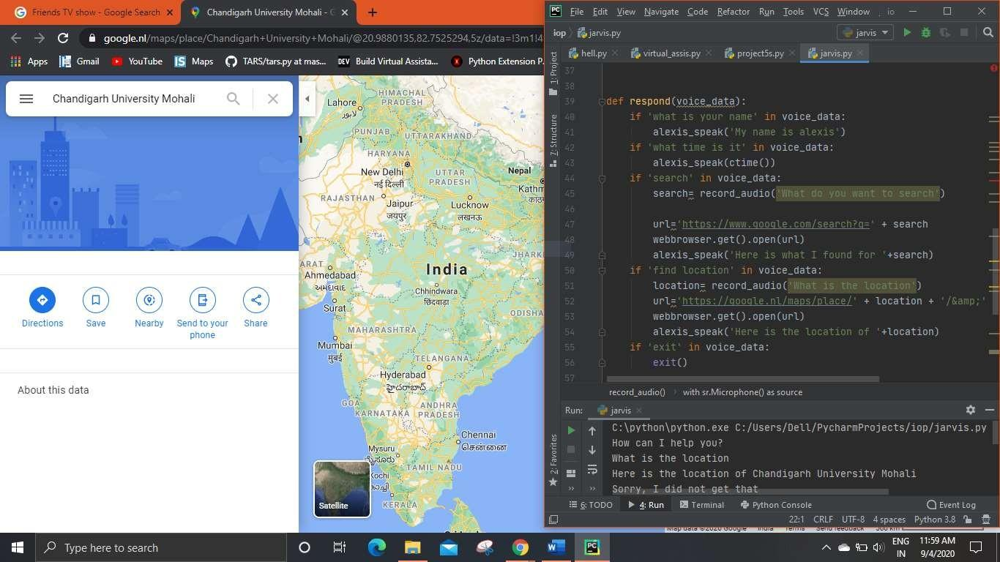 Friends TV show - Google Search
Chandigarh University Mohali - G
google.nl/maps/place/Chandigarh+University+Mohali/@20.9880135,82.7525294,5z/data=!3m1!4
Apps
Gmail
YouTube
Maps
TARS/tars.py at mas...
DEV
Build Virtual Assista...
Python Extension P
Chandigarh University Mohali
Directions
Save
Nearby
Send to your
phone
Share
About this data
HIMACHAL
PRADESH
Lahore
لاہور
PUNJAB
UTTARAKHAND
HARYANA
New Delhi
नई दिल्ली
UTTAR
PRADESH
Nepal
Kathm
काठम
RAJASTHAN
Jaipur
जयपुर
Lucknow
लखनऊ
JHARK
ARAT
Ahmedabad
અમદાવાદ
India
Chhindwara
छिंदवाड़ा
Surat
ODISHA
MAHARASHTRA
Mumbai
मुंबई
TELANGANA
Hyderabad
హైదరాబాద్
GOA
KARNATAKA
ANDHRA
PRADESH
Chennai
சென்னை
Mysuru
ಮೈಸೂರು
TAMIL NADU
Kochi
കൊച്ചി
KERALA
Satellite
Map data ©2020 Google
India
Terms
Send feedback
500 km
PC
File Edit View Navigate Code Refactor Run Tools VCS Window io
iop
jarvis.py
jarvis
hell.py
virtual_assis.py
project5s.py
jarvis.py
1: Project
7: Structure
2: Favorites
37
38
39 def respond(voice_data):
40 if 'what is your name' in voice_data:
41 alexis_speak('My name is alexis')
42 if 'what time is it' in voice_data:
43 alexis_speak(ctime())
44 if 'search' in voice_data:
45 search= record_audio('What do you want to search')
46
47 url='https://www.google.com/search?q=' + search
48 webbrowser.get().open(url)
49 alexis_speak('Here is what I found for '+search)
50 if 'find location' in voice_data:
51 location= record_audio('What is the location')
52 url='https://google.nl/maps/place/' + location + '/&amp;'
53 webbrowser.get().open(url)
54 alexis_speak('Here is the location of '+location)
55 if 'exit' in voice_data:
56 exit()
57
record_audio()
with sr.Microphone() as source
Run:
jarvis
C:\python\python.exe C:/Users/Dell/PycharmProjects/iop/jarvis.py
How can I help you?
What is the location
Here is the location of Chandigarh University Mohali
Sorry, I did not get that
6: TODO
4: Run
Terminal
Python Console
Event Log
22:1 CRLF UTF-8 4 spaces Python 3.8
Type here to search
ENG
IN
11:59 AM
9/4/2020